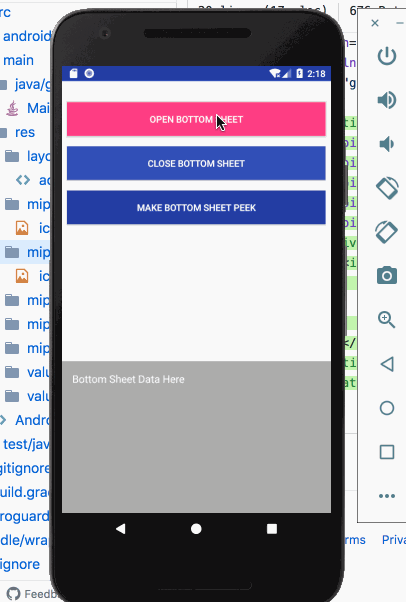 android
main
java/g
Mai
res
layo
ac
mip
ic
mip
ic
mip
mip
mip
valu
valu
Andro
test/jav
gitignore
uild.grad
roguard
dle/wrap
ignore
Feedb
2:18
OPEN BOTTOM SHEET
CLOSE BOTTOM SHEET
MAKE BOTTOM SHEET PEEK
Bottom Sheet Data Here
rms Priva